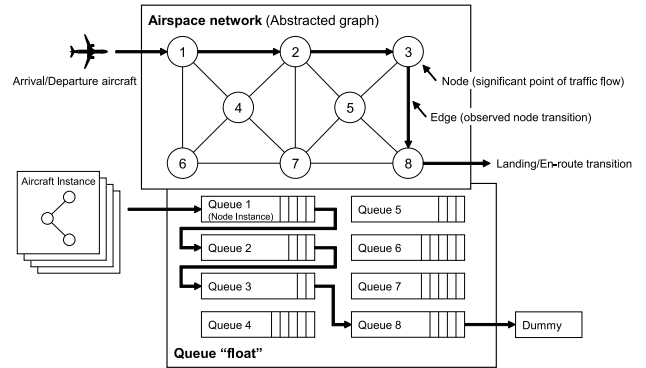 Airspace network (Abstracted graph)
1
2
3
Arrival/Departure aircraft
Node (significant point of traffic flow)
4
5
Edge (observed node transition)
6
7
8
Landing/En-route transition
Aircraft Instance
Queue 1
(Node Instance)
Queue 5
Queue 2
Queue 6
Queue 3
Queue 7
Queue 4
Queue 8
Dummy
Queue “float”